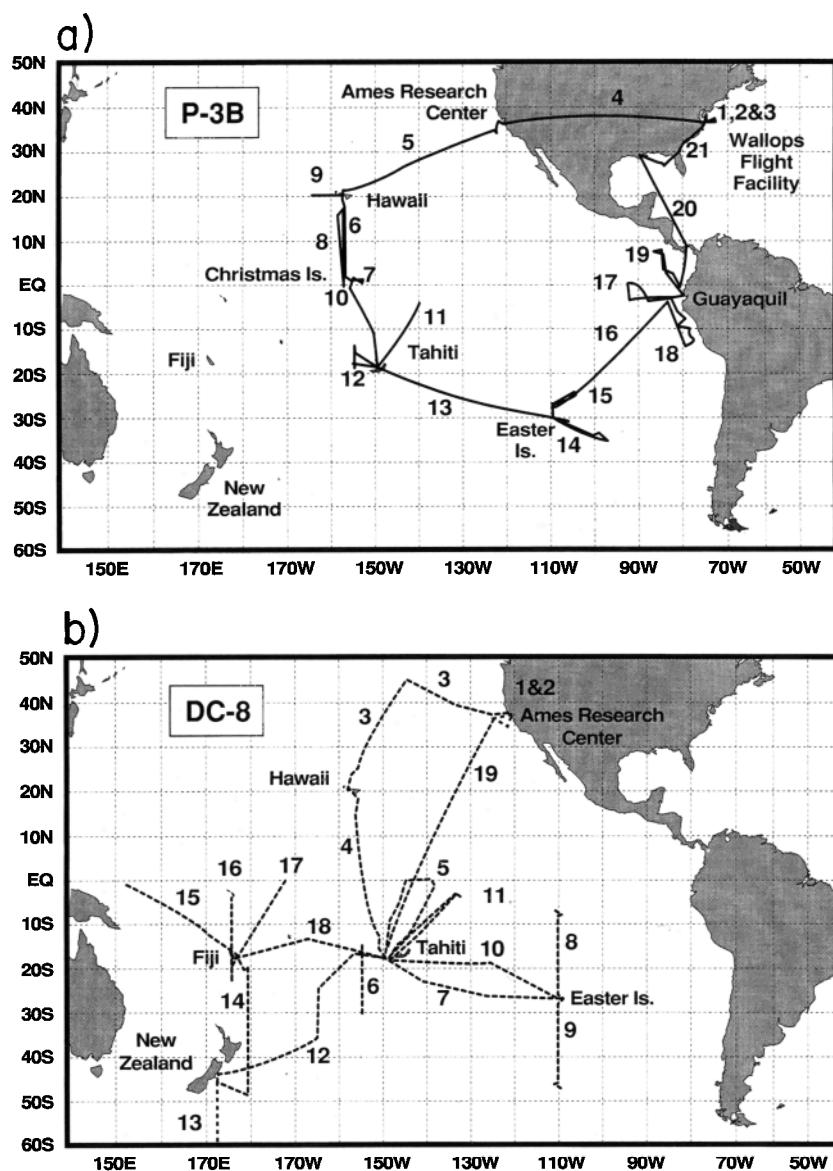 a)
50N
40N
30N
20N
10N
EQ
10S
20S
30S
40S
50S
60S
P-3B
Ames Research
Center
4
1,2&3
Wallops
Flight
Facility
21
5
9
Hawaii
6
8
20
19
Christmas Is.
7
10
17
Guayaquil
11
16
Fiji
Tahiti
18
12
13
15
Easter
Is.
14
New
Zealand
150E
170E
170W
150W
130W
110W
90W
70W
50W
b)
50N
40N
30N
20N
10N
EQ
10S
20S
30S
40S
50S
60S
DC-8
3
3
1&2
Ames Research
Center
19
Hawaii
4
16
17
5
11
15
18
Tahiti
10
8
Fiji
6
7
Easter Is.
14
9
New
Zealand
12
13
150E
170E
170W
150W
130W
110W
90W
70W
50W